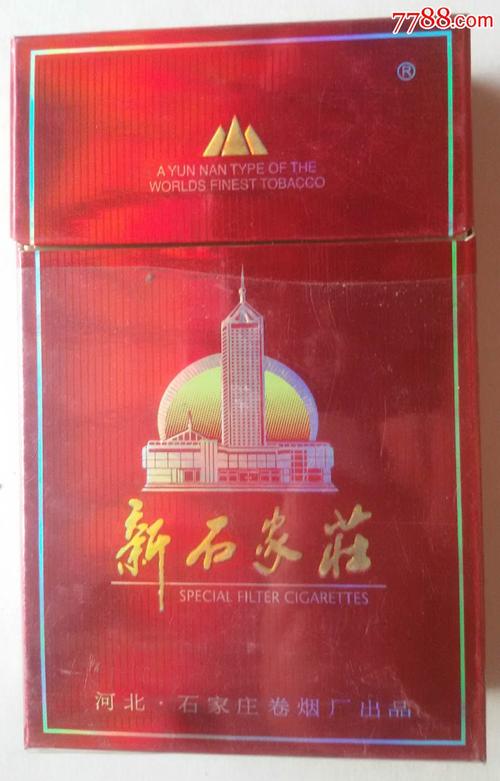 7788.com
®
A YUN NAN TYPE OF THE
WORLDS FINEST TOBACCO
新石家莊
SPECIAL FILTER CIGARETTES
河北·石家庄卷烟厂出品